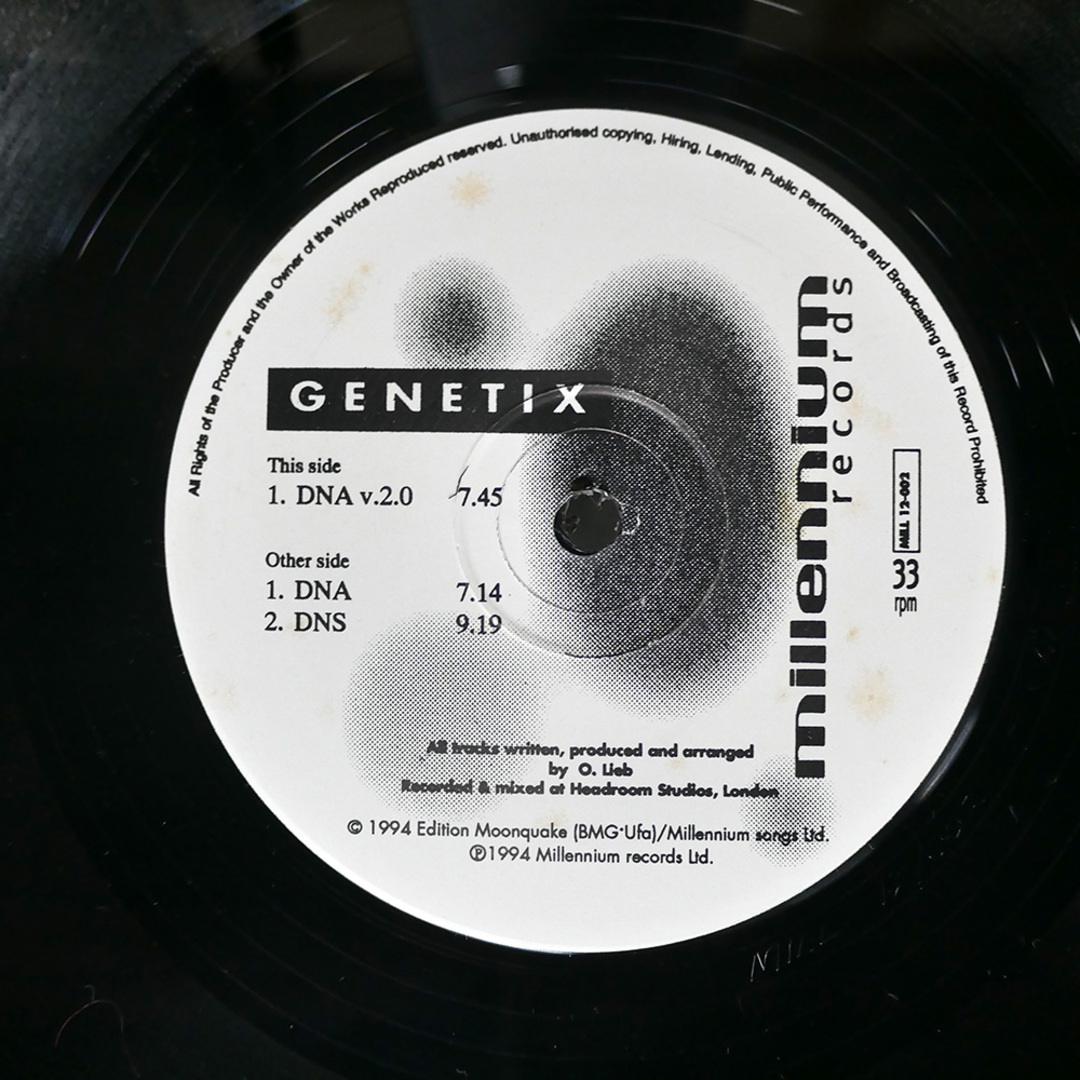 All Rights of the Producer and the Owner of the Works Reproduced reserved. Unauthorised copying, Hiring, Lending, Public Performance and Broadcasting of this Record Prohibited
GENETIX
This side
1. DNA v.2.0 7.45
Other side
1. DNA 7.14
2. DNS 9.19
millennium
records
MILL 12-002
33
rpm
All tracks written, produced and arranged
by O. Lieb
Recorded & mixed at Headroom Studios, London
© 1994 Edition Moonquake (BMG·Ufa)/Millennium songs Ltd.
℗1994 Millennium records Ltd.